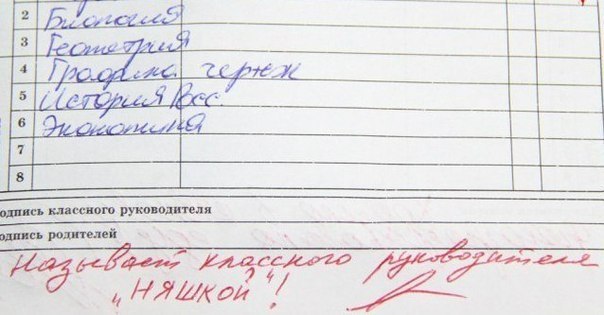 2 Биология
3 Геометрия
4 Графика черчеж
5 История Росс.
6 Экономика
7
8
одпись классного руководителя
одпись родителей
Называет классного руководителя
„НЯШКОЙ“!